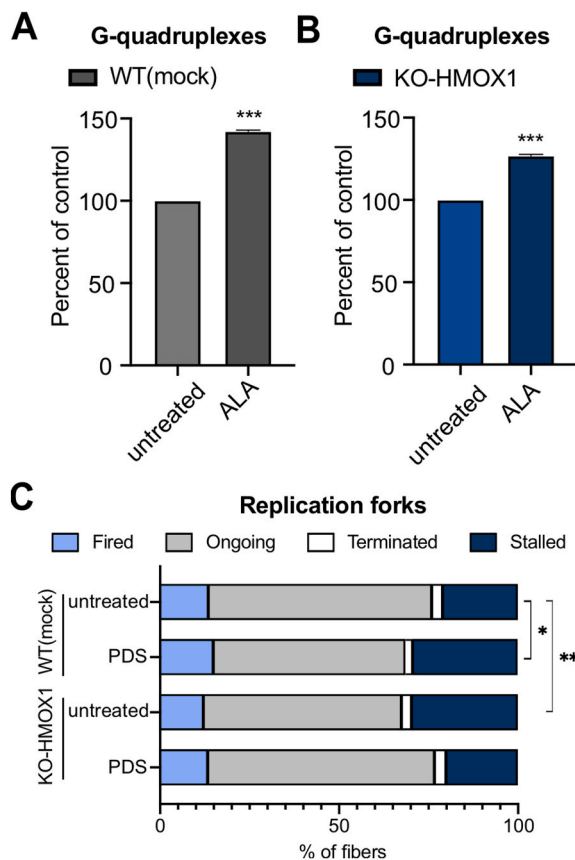 A
G-quadruplexes
WT(mock)
150
100
50
0
Percent of control
***
untreated
ALA
B
G-quadruplexes
KO-HMOX1
150
100
50
0
Percent of control
***
untreated
ALA
C
Replication forks
Fired
Ongoing
Terminated
Stalled
WT(mock)
untreated
PDS
KO-HMOX1
untreated
PDS
*
**
0
50
100
% of fibers